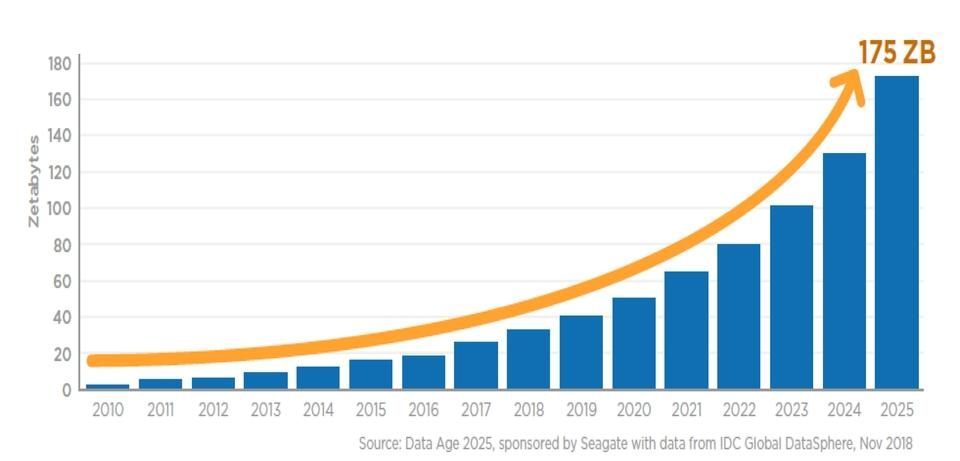 175 ZB
180
160
140
120
100
80
60
40
20
0
Zetabytes
2010 2011 2012 2013 2014 2015 2016 2017 2018 2019 2020 2021 2022 2023 2024 2025
Source: Data Age 2025, sponsored by Seagate with data from IDC Global DataSphere, Nov 2018